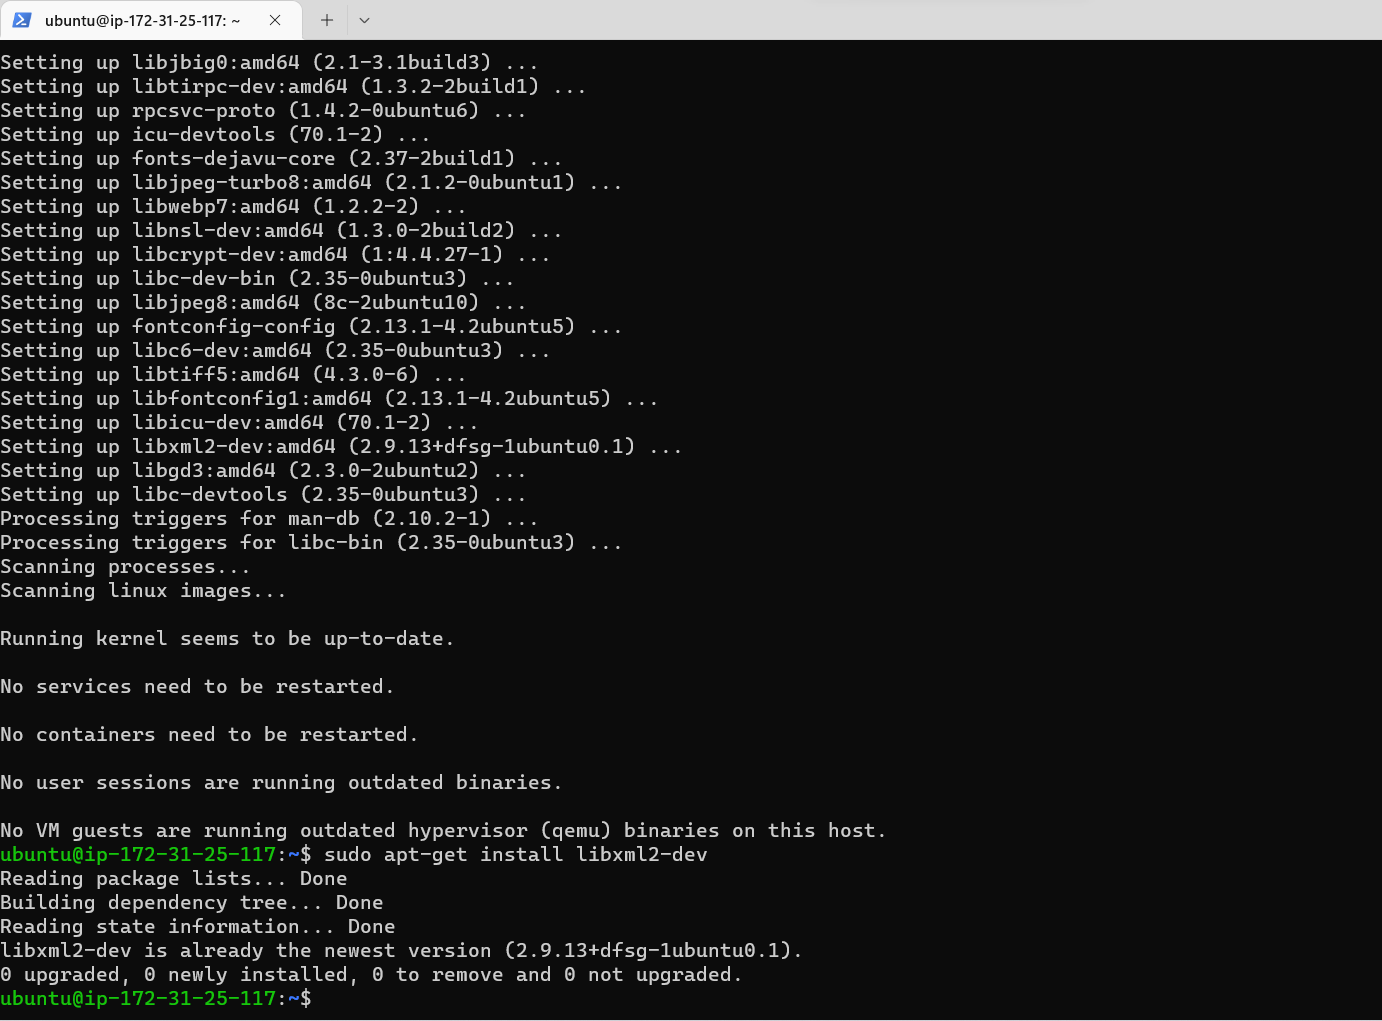 ubuntu@ip-172-31-25-117: ~
Setting up libjbig0:amd64 (2.1-3.1build3) ...
Setting up libtirpc-dev:amd64 (1.3.2-2build1) ...
Setting up rpcsvc-proto (1.4.2-0ubuntu6) ...
Setting up icu-devtools (70.1-2) ...
Setting up fonts-dejavu-core (2.37-2build1) ...
Setting up libjpeg-turbo8:amd64 (2.1.2-0ubuntu1) ...
Setting up libwebp7:amd64 (1.2.2-2) ...
Setting up libnsl-dev:amd64 (1.3.0-2build2) ...
Setting up libcrypt-dev:amd64 (1:4.4.27-1) ...
Setting up libc-dev-bin (2.35-0ubuntu3) ...
Setting up libjpeg8:amd64 (8c-2ubuntu10) ...
Setting up fontconfig-config (2.13.1-4.2ubuntu5) ...
Setting up libc6-dev:amd64 (2.35-0ubuntu3) ...
Setting up libtiff5:amd64 (4.3.0-6) ...
Setting up libfontconfig1:amd64 (2.13.1-4.2ubuntu5) ...
Setting up libicu-dev:amd64 (70.1-2) ...
Setting up libxml2-dev:amd64 (2.9.13+dfsg-1ubuntu0.1) ...
Setting up libgd3:amd64 (2.3.0-2ubuntu2) ...
Setting up libc-devtools (2.35-0ubuntu3) ...
Processing triggers for man-db (2.10.2-1) ...
Processing triggers for libc-bin (2.35-0ubuntu3) ...
Scanning processes...
Scanning linux images...
Running kernel seems to be up-to-date.
No services need to be restarted.
No containers need to be restarted.
No user sessions are running outdated binaries.
No VM guests are running outdated hypervisor (qemu) binaries on this host.
ubuntu@ip-172-31-25-117:~$ sudo apt-get install libxml2-dev
Reading package lists... Done
Building dependency tree... Done
Reading state information... Done
libxml2-dev is already the newest version (2.9.13+dfsg-1ubuntu0.1).
0 upgraded, 0 newly installed, 0 to remove and 0 not upgraded.
ubuntu@ip-172-31-25-117:~$